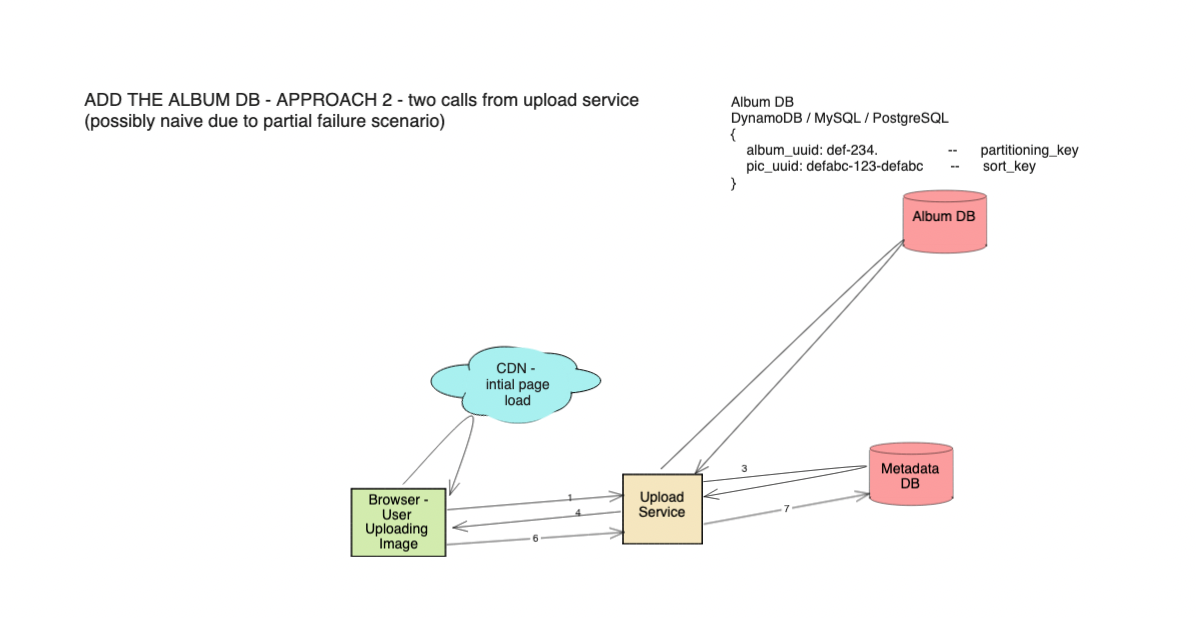 ADD THE ALBUM DB - APPROACH 2 - two calls from upload service
(possibly naive due to partial failure scenario)
Album DB
DynamoDB / MySQL / PostgreSQL
{
album_uuid: def-234. -- partitioning_key
pic_uuid: defabc-123-defabc -- sort_key
}
Album DB
CDN -
intial page
load
Metadata
DB
3
Browser -
User
Uploading
Image
1
4
6
Upload
Service
7